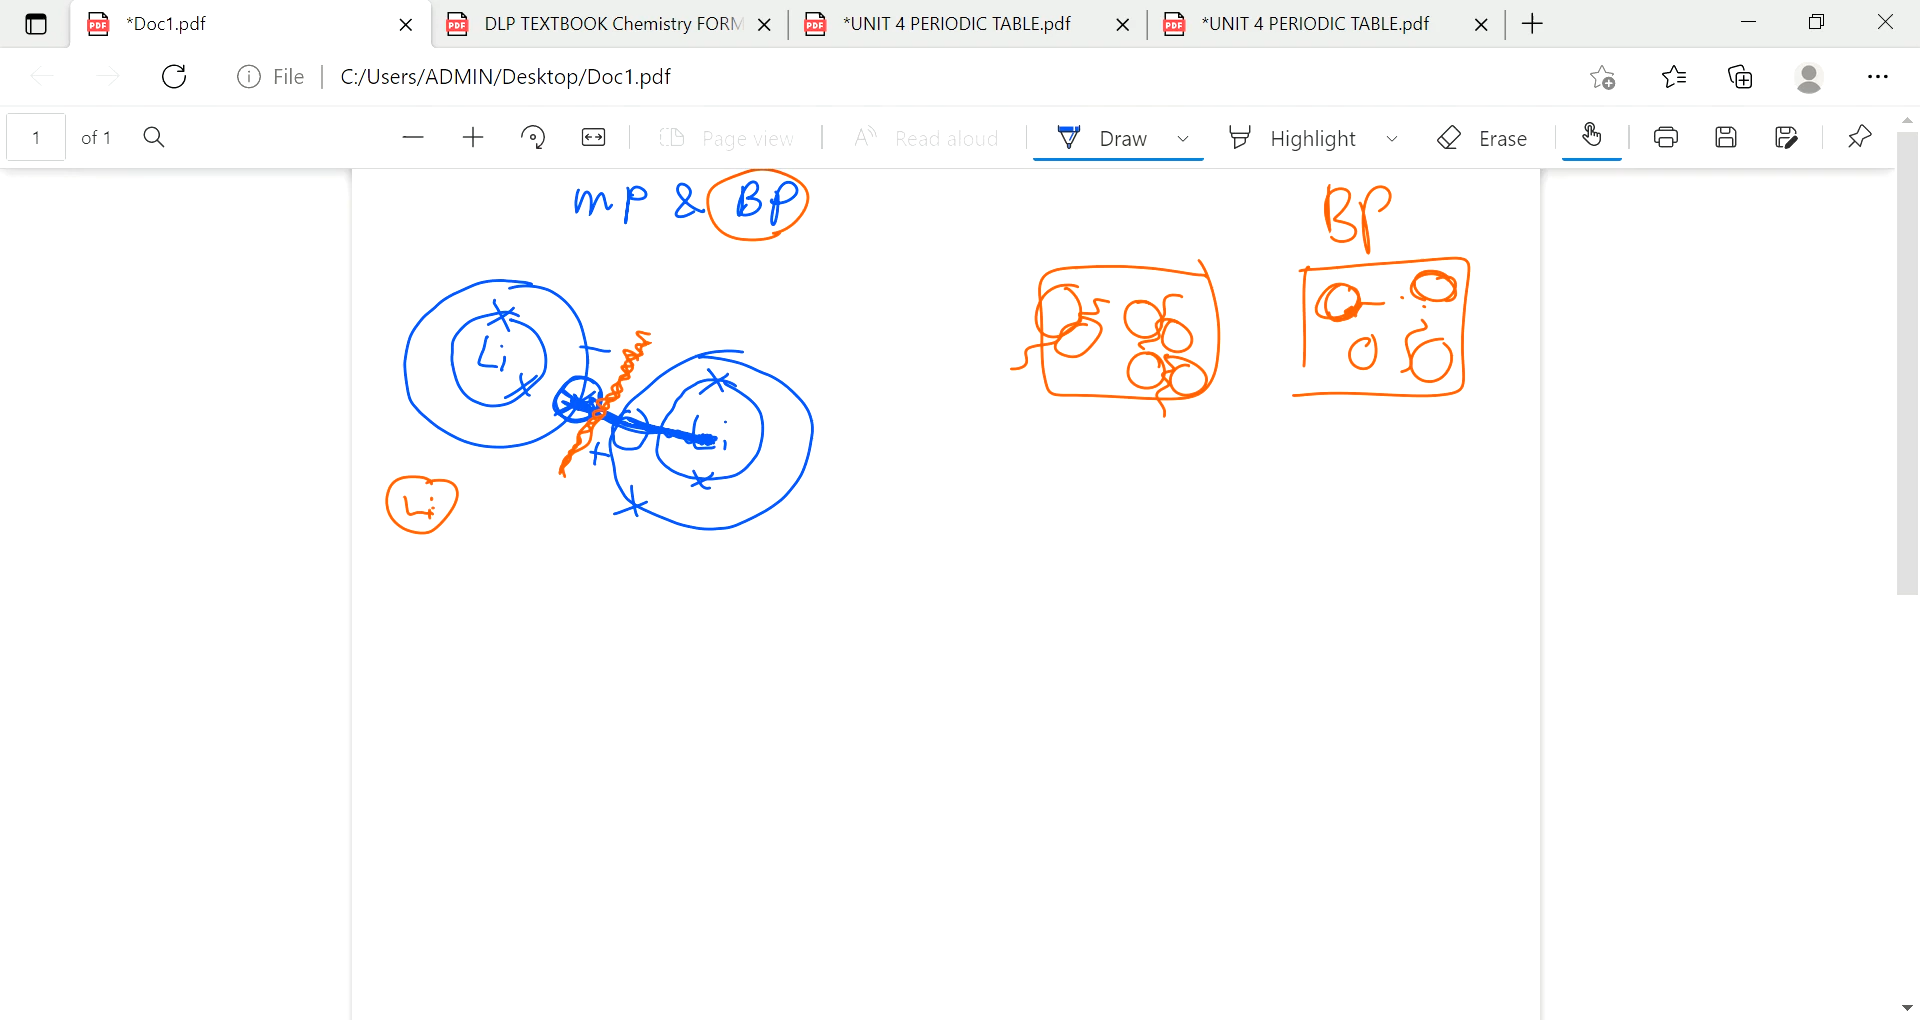 *Doc1.pdf
DLP TEXTBOOK Chemistry FORM
*UNIT 4 PERIODIC TABLE.pdf
*UNIT 4 PERIODIC TABLE.pdf
File
C:/Users/ADMIN/Desktop/Doc1.pdf
1 of 1
Page view
Read aloud
Draw
Highlight
Erase
mp & BP
BP
Li
Li
Li